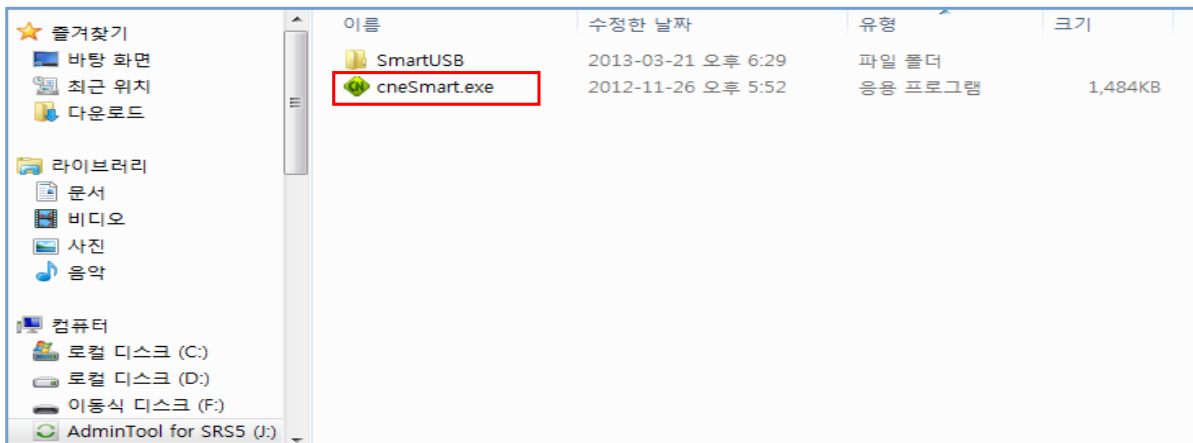 즐겨찾기
바탕 화면
최근 위치
다운로드
라이브러리
문서
비디오
사진
음악
컴퓨터
로컬 디스크 (C:)
로컬 디스크 (D:)
이동식 디스크 (F:)
AdminTool for SRS5 (J:)
이름 수정한 날짜 유형 크기
SmartUSB 2013-03-21 오후 6:29 파일 폴더
CN cneSmart.exe 2012-11-26 오후 5:52 응용 프로그램 1,484KB